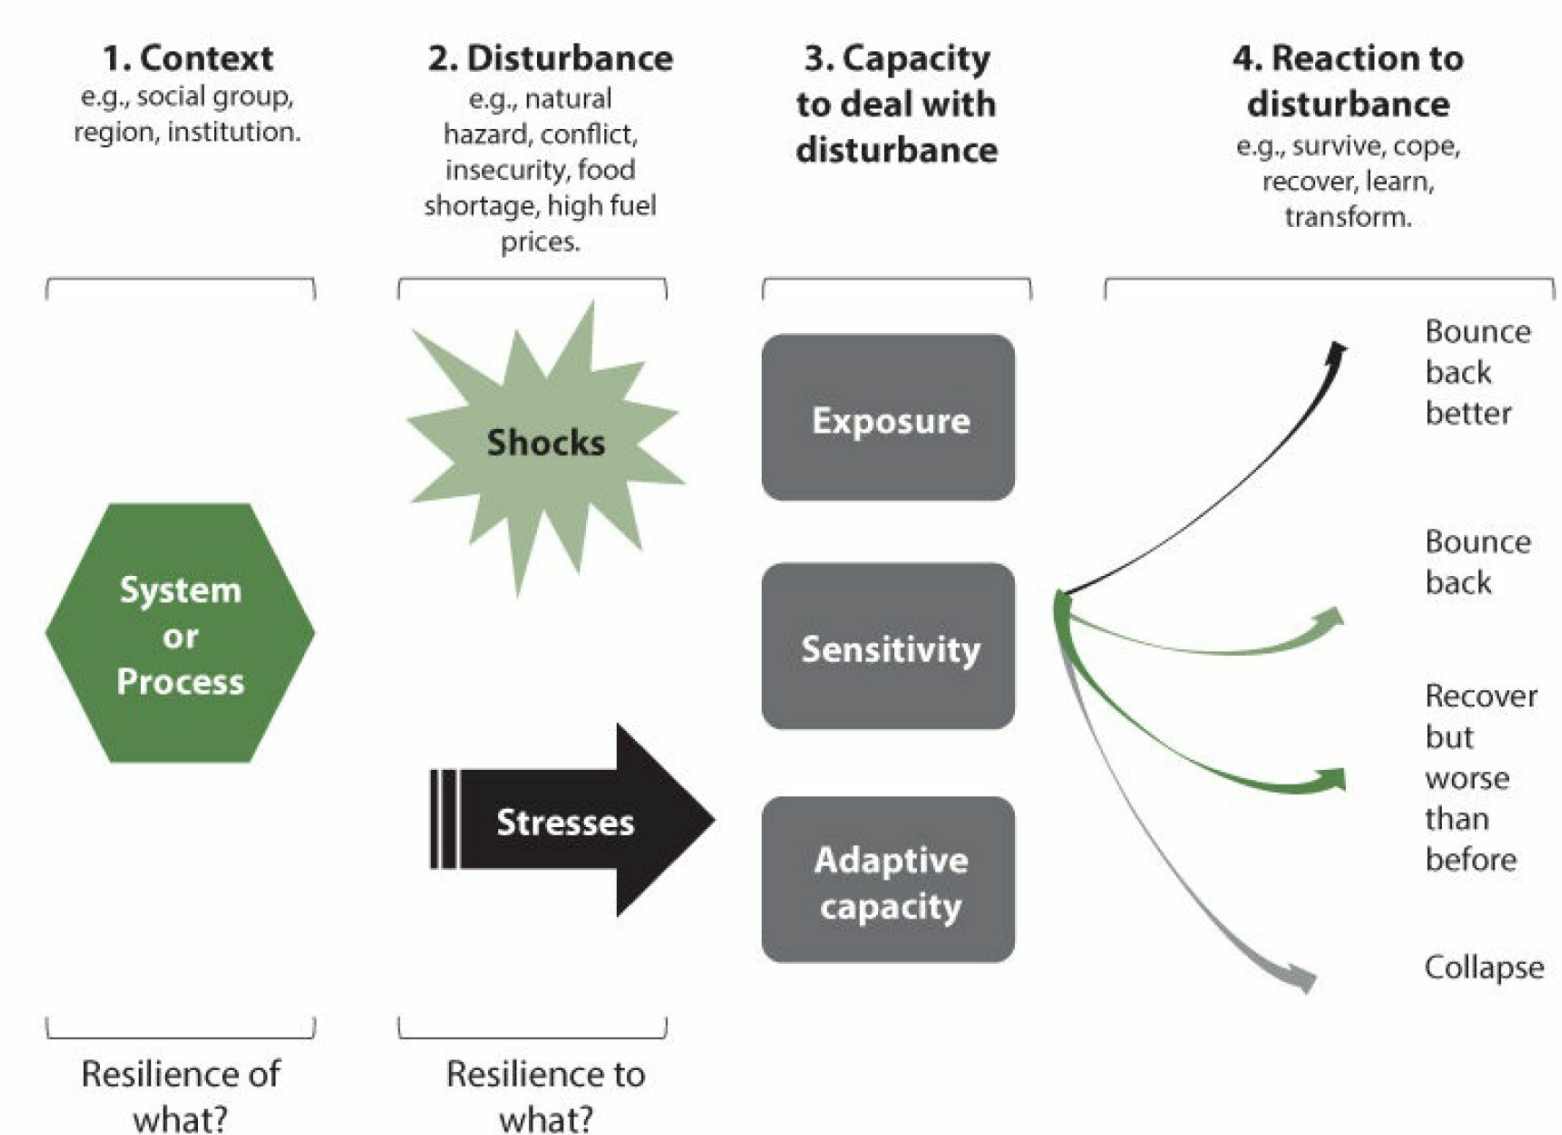 1. Context
e.g., social group,
region, institution.
2. Disturbance
e.g., natural
hazard, conflict,
insecurity, food
shortage, high fuel
prices.
3. Capacity
to deal with
disturbance
4. Reaction to
disturbance
e.g., survive, cope,
recover, learn,
transform.
System
or
Process
Shocks
Stresses
Exposure
Sensitivity
Adaptive
capacity
Bounce
back
better
Bounce
back
Recover
but
worse
than
before
Collapse
Resilience of
what?
Resilience to
what?